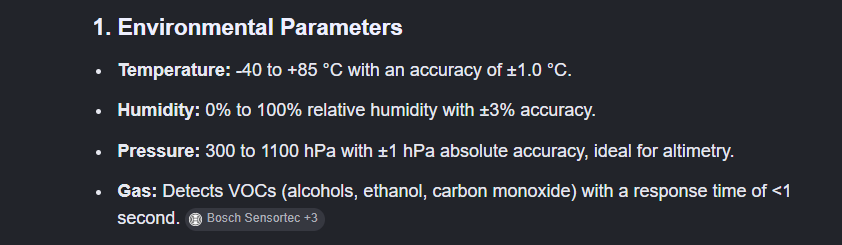 1. Environmental Parameters
• Temperature: -40 to +85 °C with an accuracy of ±1.0 °C.
• Humidity: 0% to 100% relative humidity with ±3% accuracy.
• Pressure: 300 to 1100 hPa with ±1 hPa absolute accuracy, ideal for altimetry.
• Gas: Detects VOCs (alcohols, ethanol, carbon monoxide) with a response time of <1
second. Bosch Sensortec +3